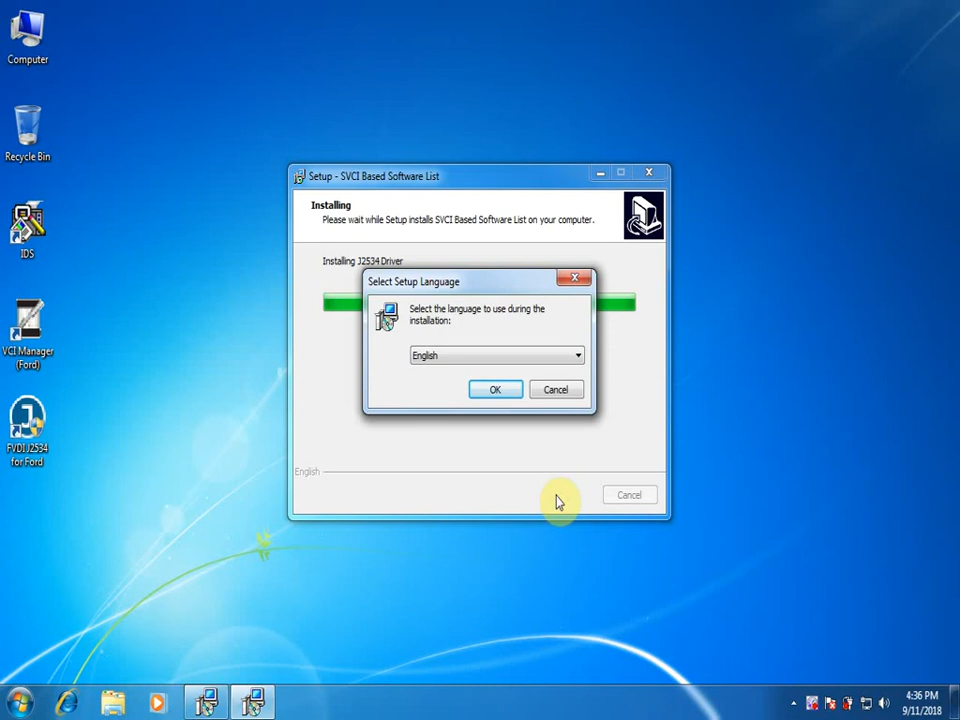 Computer
Recycle Bin
IDS
VCI Manager
(Ford)
FVDI J2534
for Ford
Setup - SVCI Based Software List
Installing
Please wait while Setup installs SVCI Based Software List on your computer.
Installing J2534 Driver
Select Setup Language
Select the language to use during the
installation:
English
OK
Cancel
English
Cancel
4:36 PM
9/11/2018